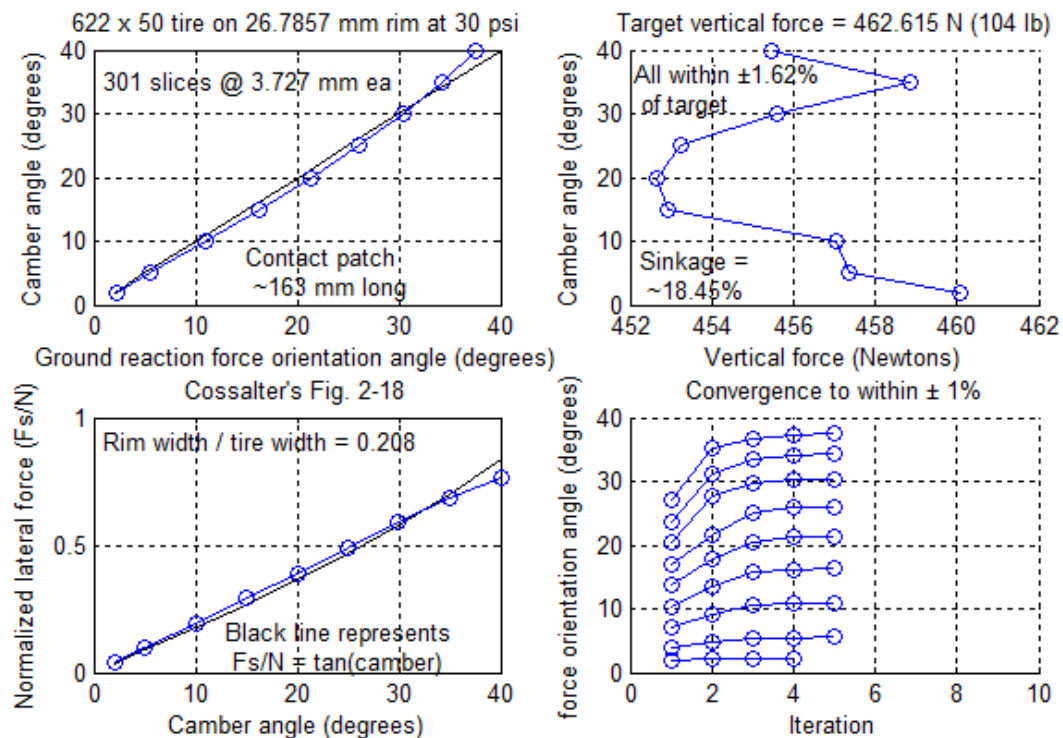 622 x 50 tire on 26.7857 mm rim at 30 psi
40
30
20
10
0
Camber angle (degrees)
301 slices @ 3.727 mm ea
Contact patch
~163 mm long
0
10
20
30
40
Ground reaction force orientation angle (degrees)
Target vertical force = 462.615 N (104 lb)
40
30
20
10
0
Camber angle (degrees)
All within ±1.62%
of target
Sinkage =
~18.45%
452
454
456
458
460
462
Vertical force (Newtons)
Cossalter's Fig. 2-18
1
0.5
0
Normalized lateral force (Fs/N)
Rim width / tire width = 0.208
Black line represents
Fs/N = tan(camber)
0
10
20
30
40
Camber angle (degrees)
Convergence to within ± 1%
40
30
20
10
0
force orientation angle (degrees)
0
2
4
6
8
10
Iteration